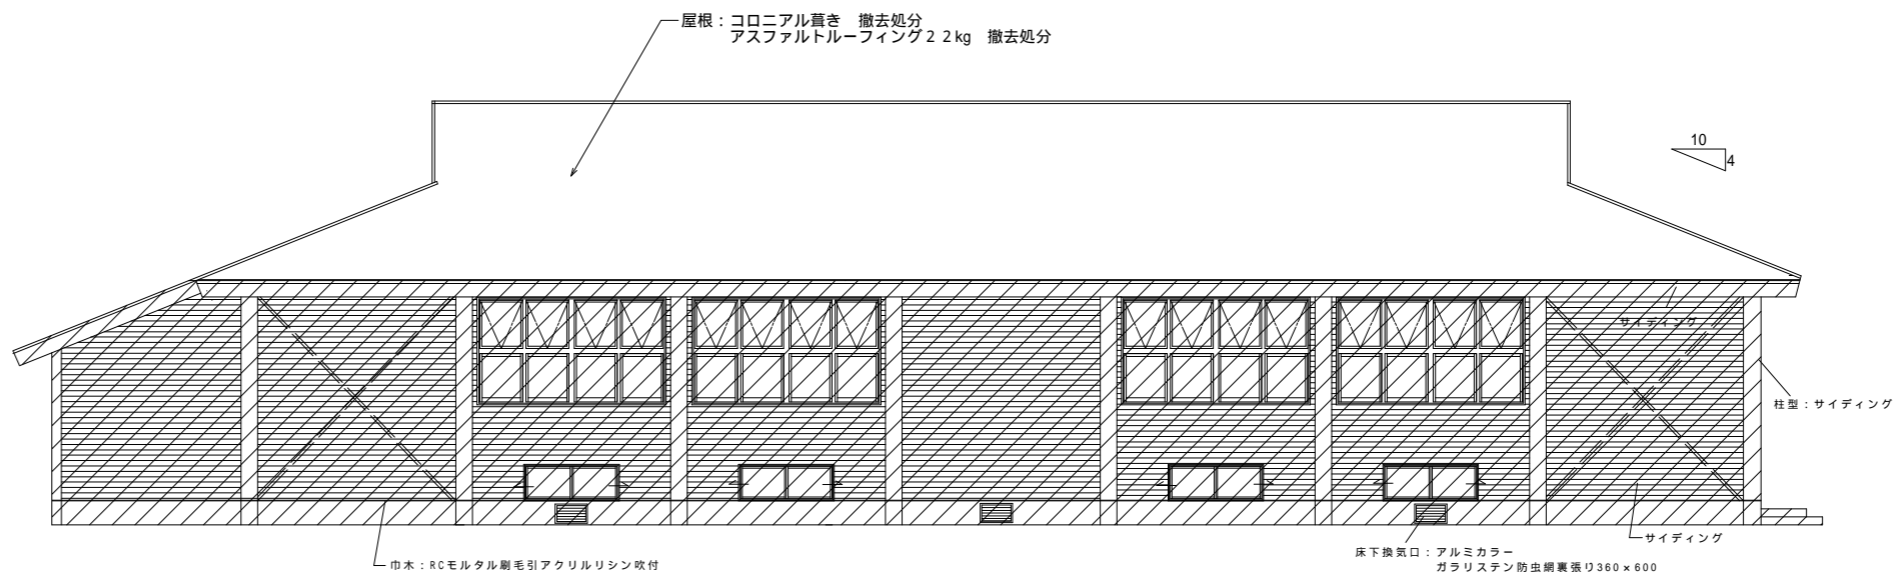 屋根：コロニアル葺き　撤去処分
アスファルトルーフィング２２kg　撤去処分
10
4
サイディング
柱型：サイディング
サイディング
床下換気口：アルミカラー
ガラリステン防虫網裏張り360×600
巾木：RCモルタル刷毛引アクリルリシン吹付